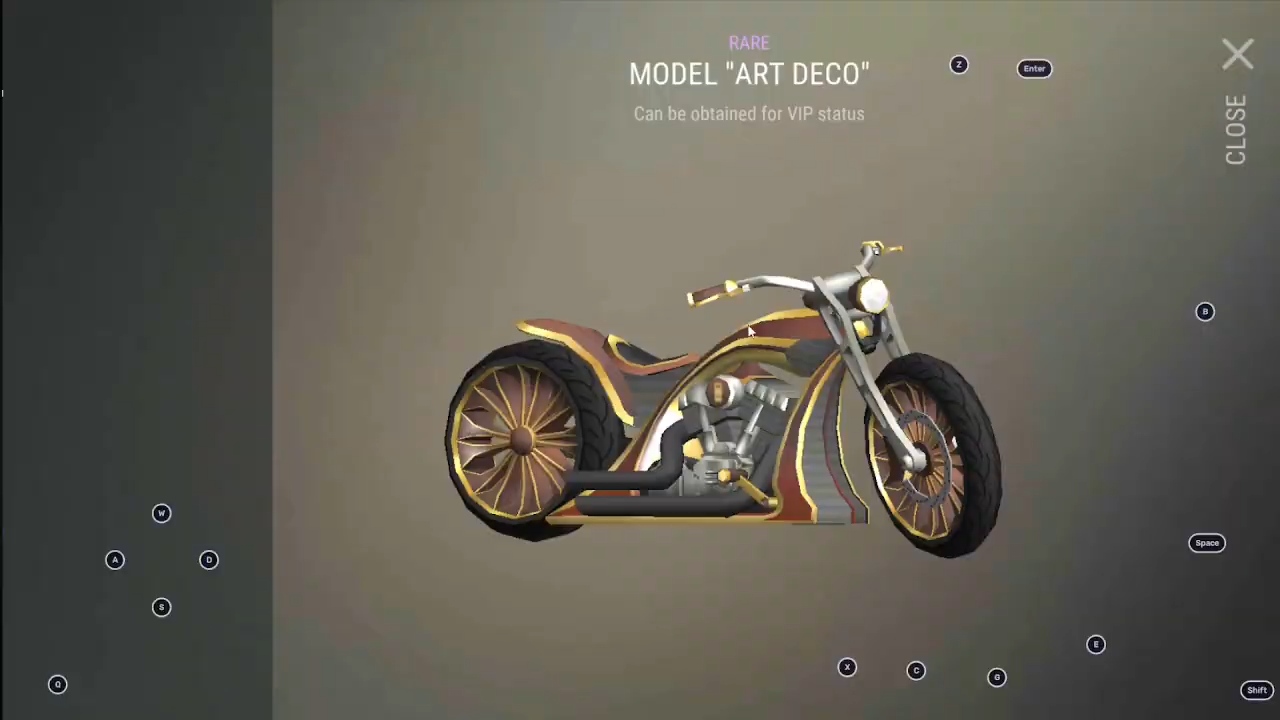 RARE
MODEL "ART DECO"
Can be obtained for VIP status
Z
Enter
CLOSE
B
W
A
D
Space
S
E
X
C
G
Q
Shift